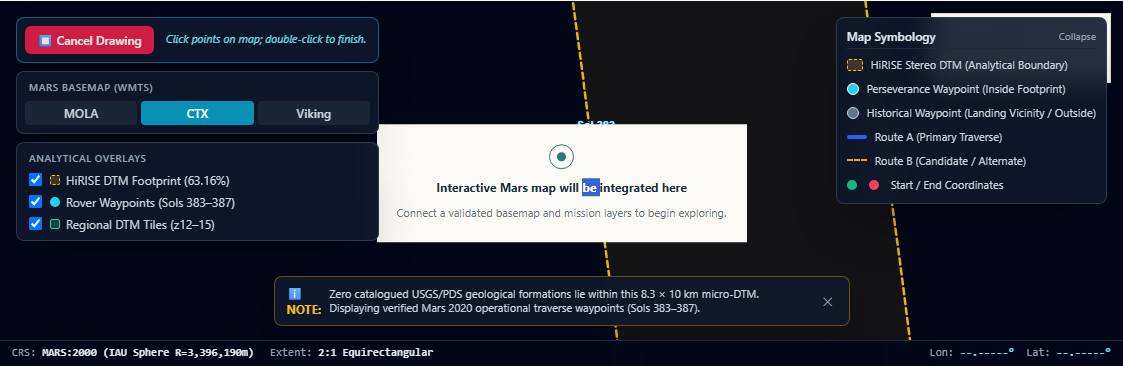 Cancel Drawing
Click points on map; double-click to finish.
MARS BASEMAP (WMTS)
MOLA
CTX
Viking
ANALYTICAL OVERLAYS
HiRISE DTM Footprint (63.16%)
Rover Waypoints (Sols 383–387)
Regional DTM Tiles (z12–15)
Sol 383
Interactive Mars map will be integrated here
Connect a validated basemap and mission layers to begin exploring.
Map Symbology
Collapse
HiRISE Stereo DTM (Analytical Boundary)
Perseverance Waypoint (Inside Footprint)
Historical Waypoint (Landing Vicinity / Outside)
Route A (Primary Traverse)
Route B (Candidate / Alternate)
Start / End Coordinates
NOTE:
Zero catalogued USGS/PDS geological formations lie within this 8.3 × 10 km micro-DTM.
Displaying verified Mars 2020 operational traverse waypoints (Sols 383–387).
CRS: MARS:2000 (IAU Sphere R=3,396,190m)
Extent: 2:1 Equirectangular
Lon: --.-----°
Lat: --.-----°